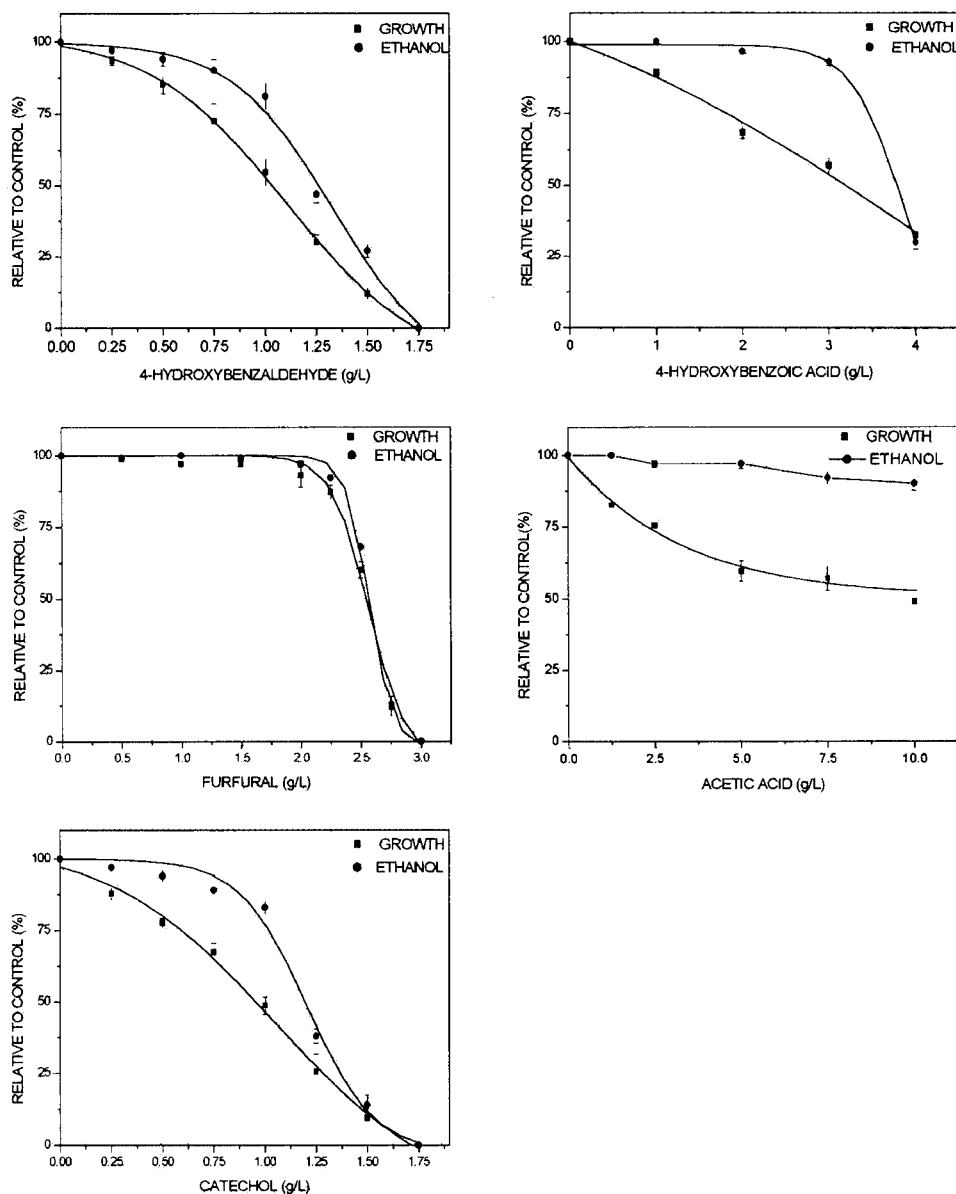 GROWTH
ETHANOL
RELATIVE TO CONTROL (%)
100
75
50
25
0
0.00 0.25 0.50 0.75 1.00 1.25 1.50 1.75
4-HYDROXYBENZALDEHYDE (g/L)
GROWTH
ETHANOL
RELATIVE TO CONTROL (%)
100
75
50
25
0
0 1 2 3 4
4-HYDROXYBENZOIC ACID (g/L)
GROWTH
ETHANOL
RELATIVE TO CONTROL (%)
100
75
50
25
0
0.0 0.5 1.0 1.5 2.0 2.5 3.0
FURFURAL (g/L)
GROWTH
ETHANOL
RELATIVE TO CONTROL(%)
100
75
50
25
0
0.0 2.5 5.0 7.5 10.0
ACETIC ACID (g/L)
GROWTH
ETHANOL
RELATIVE TO CONTROL (%)
100
75
50
25
0
0.00 0.25 0.50 0.75 1.00 1.25 1.50 1.75
CATECHOL (g/L)